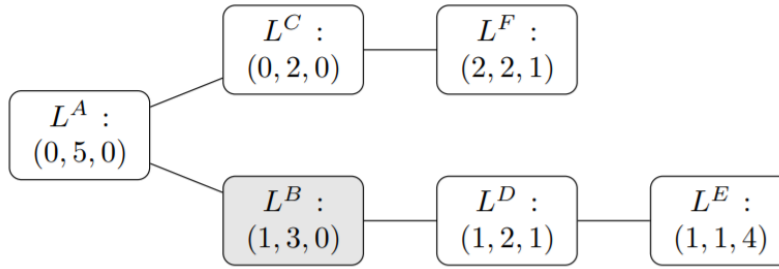 L^C :
(0, 2, 0)
L^F :
(2, 2, 1)
L^A :
(0, 5, 0)
L^B :
(1, 3, 0)
L^D :
(1, 2, 1)
L^E :
(1, 1, 4)